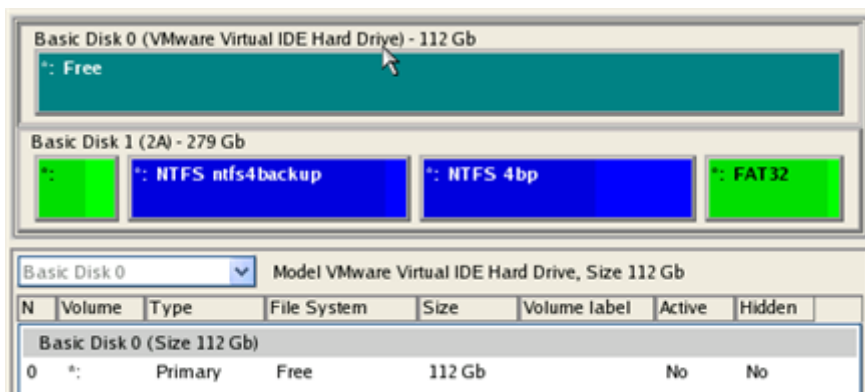 Basic Disk 0 (VMware Virtual IDE Hard Drive) - 112 Gb
*: Free
Basic Disk 1 (2A) - 279 Gb
*: *: NTFS ntfs4backup *: NTFS 4bp *: FAT32
Basic Disk 0 Model VMware Virtual IDE Hard Drive, Size 112 Gb
N Volume Type File System Size Volume label Active Hidden
Basic Disk 0 (Size 112 Gb)
0 *: Primary Free 112 Gb No No